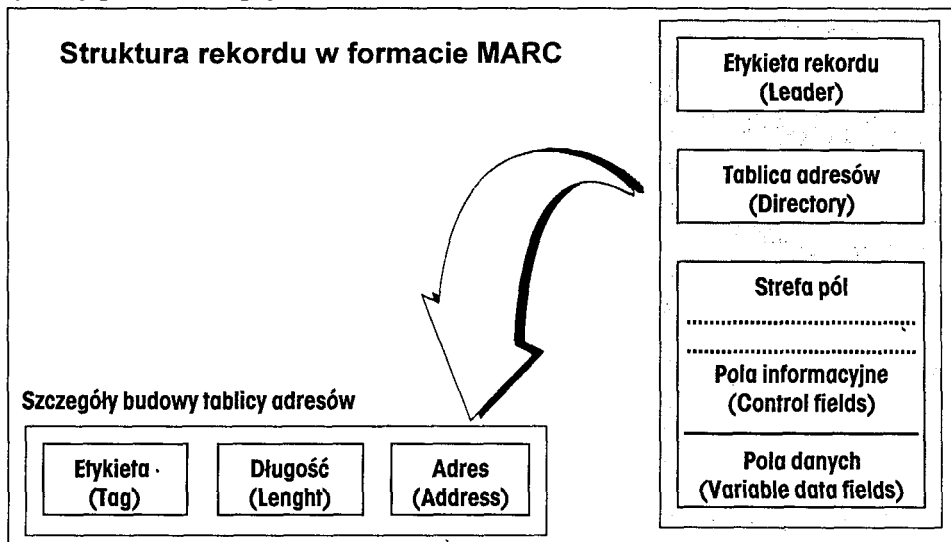 Struktura rekordu w formacie MARC
Etykieta rekordu
(Leader)
Tablica adresów
(Directory)
Strefa pól
Pola informacyjne
(Control fields)
Pola danych
(Variable data fields)
Szczegóły budowy tablicy adresów
Etykieta
(Tag)
Długość
(Lenght)
Adres
(Address)